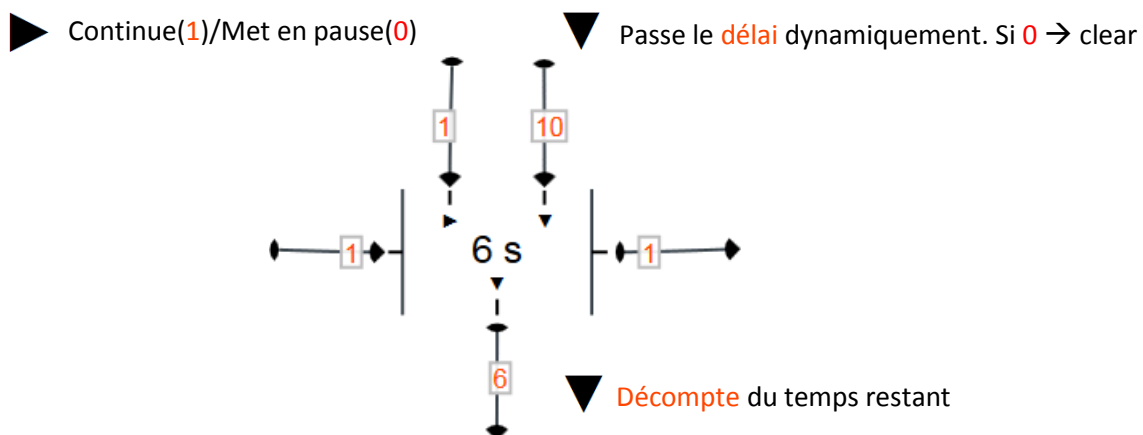 Continue(1)/Met en pause(0)
Passe le délai dynamiquement. Si 0 → clear
1
10
1
6 s
1
6
Décompte du temps restant